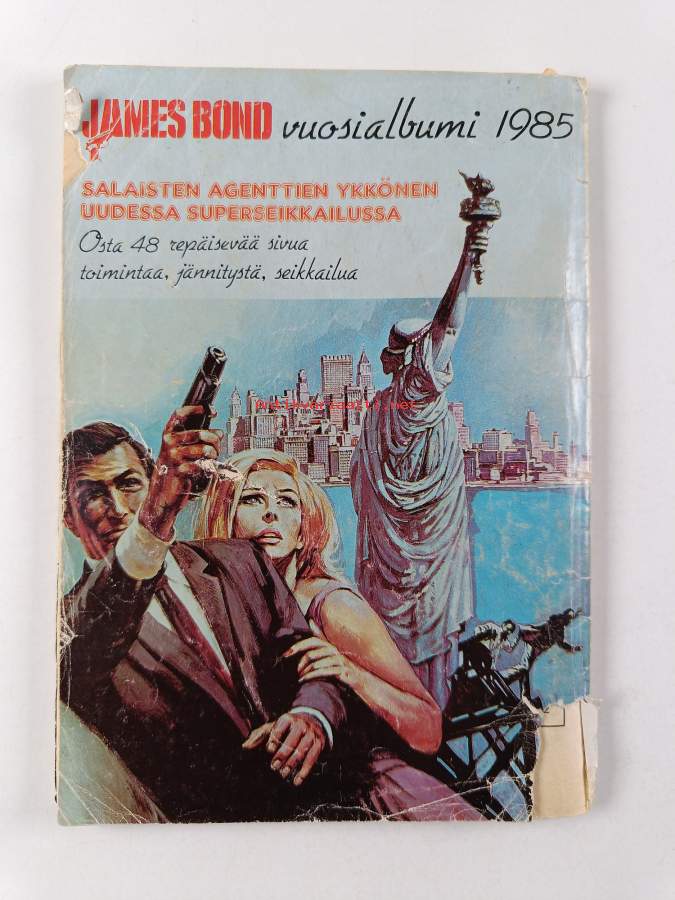 JAMES BOND vuosialbumi 1985
SALAISTEN AGENTTIEN YKKÖNEN
UUDESSA SUPERSEIKKAILUSSA
Osta 48 repäisevää sivua
toimintaa, jännitystä, seikkailua